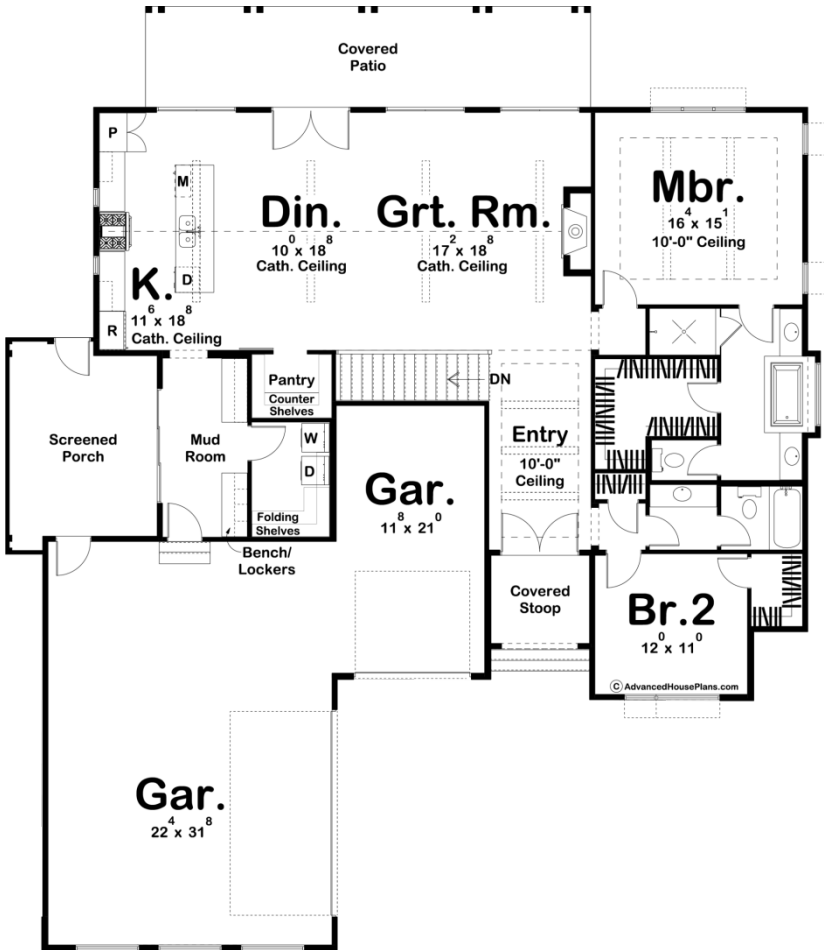 Covered
Patio
P
M
D
R
K.
11⁶ x 18⁸
Cath. Ceiling
Din.
10⁰ x 18⁸
Cath. Ceiling
Grt. Rm.
17² x 18⁸
Cath. Ceiling
Mbr.
16⁴ x 15¹
10'-0" Ceiling
Screened
Porch
Mud
Room
Pantry
Counter
Shelves
DN
W
D
Folding
Shelves
Bench/
Lockers
Entry
10'-0"
Ceiling
Gar.
11⁸ x 21⁰
Covered
Stoop
Br.2
12⁰ x 11⁰
© AdvancedHousePlans.com
Gar.
22⁴ x 31⁸